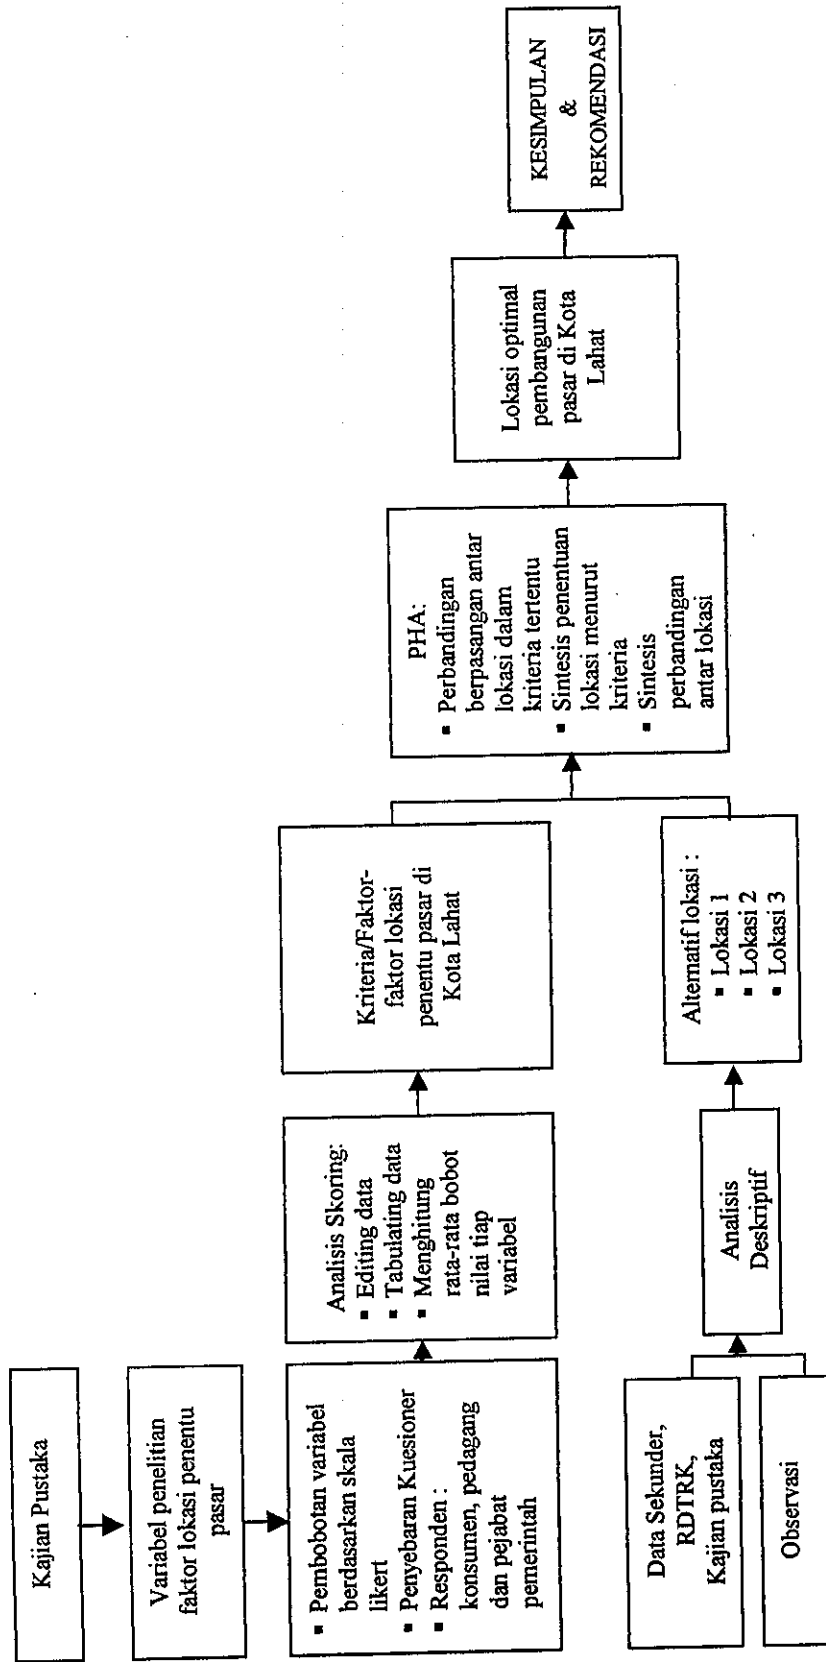 Kajian Pustaka
Variabel penelitian
faktor lokasi penentu
pasar
▪ Pembobotan variabel
berdasarkan skala
likert
▪ Penyebaran Kuesioner
▪ Responden :
konsumen, pedagang
dan pejabat
pemerintah
Analisis Skoring:
▪ Editing data
▪ Tabulating data
▪ Menghitung
rata-rata bobot
nilai tiap
variabel
Kriteria/Faktor-
faktor lokasi
penentu pasar di
Kota Lahat
Data Sekunder,
RDTRK,
Kajian pustaka
Observasi
Analisis
Deskriptif
Alternatif lokasi :
▪ Lokasi 1
▪ Lokasi 2
▪ Lokasi 3
PHA:
▪ Perbandingan
berpasangan antar
lokasi dalam
kriteria tertentu
▪ Sintesis penentuan
lokasi menurut
kriteria
▪ Sintesis
perbandingan
antar lokasi
Lokasi optimal
pembangunan
pasar di Kota
Lahat
KESIMPULAN
&
REKOMENDASI